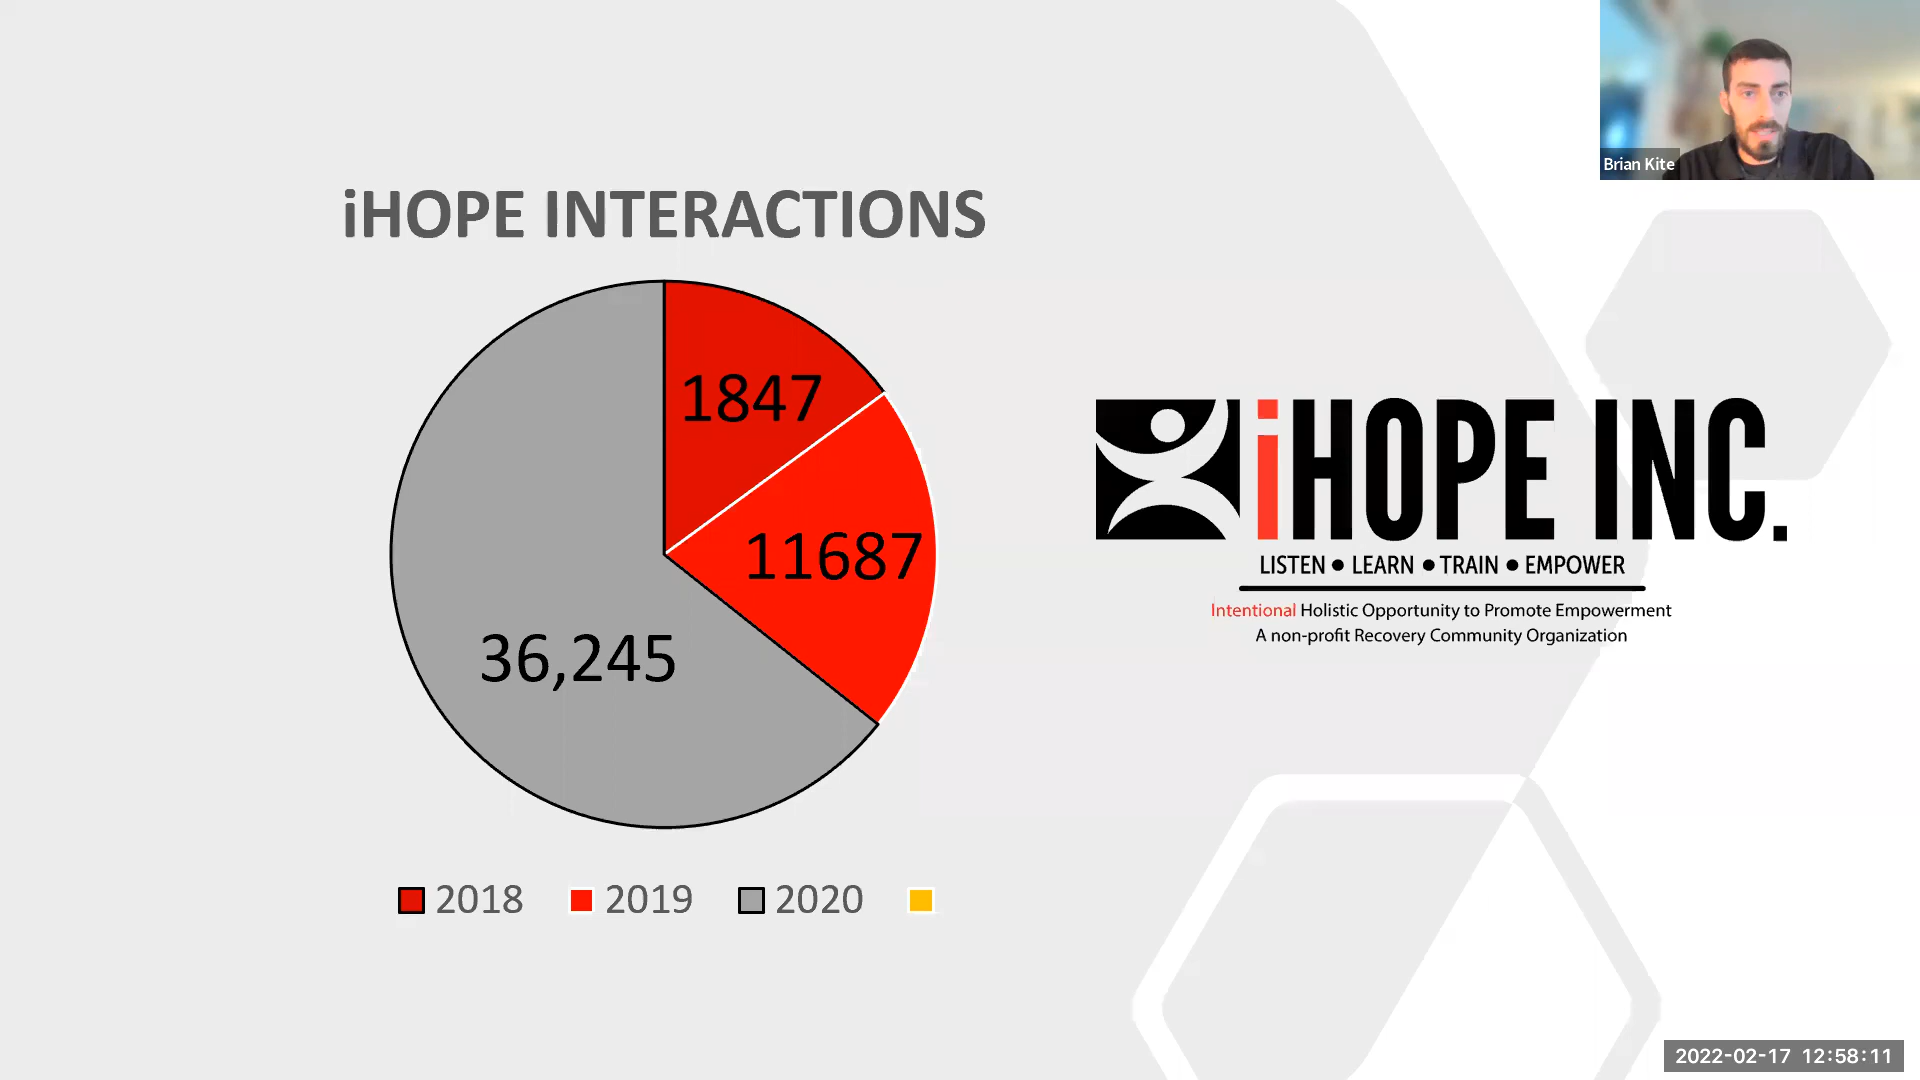 Brian Kite
iHOPE INTERACTIONS
1847
11687
36,245
2018 2019 2020
iHOPE INC.
LISTEN ● LEARN ● TRAIN ● EMPOWER
Intentional Holistic Opportunity to Promote Empowerment
A non-profit Recovery Community Organization
2022-02-17 12:58:11